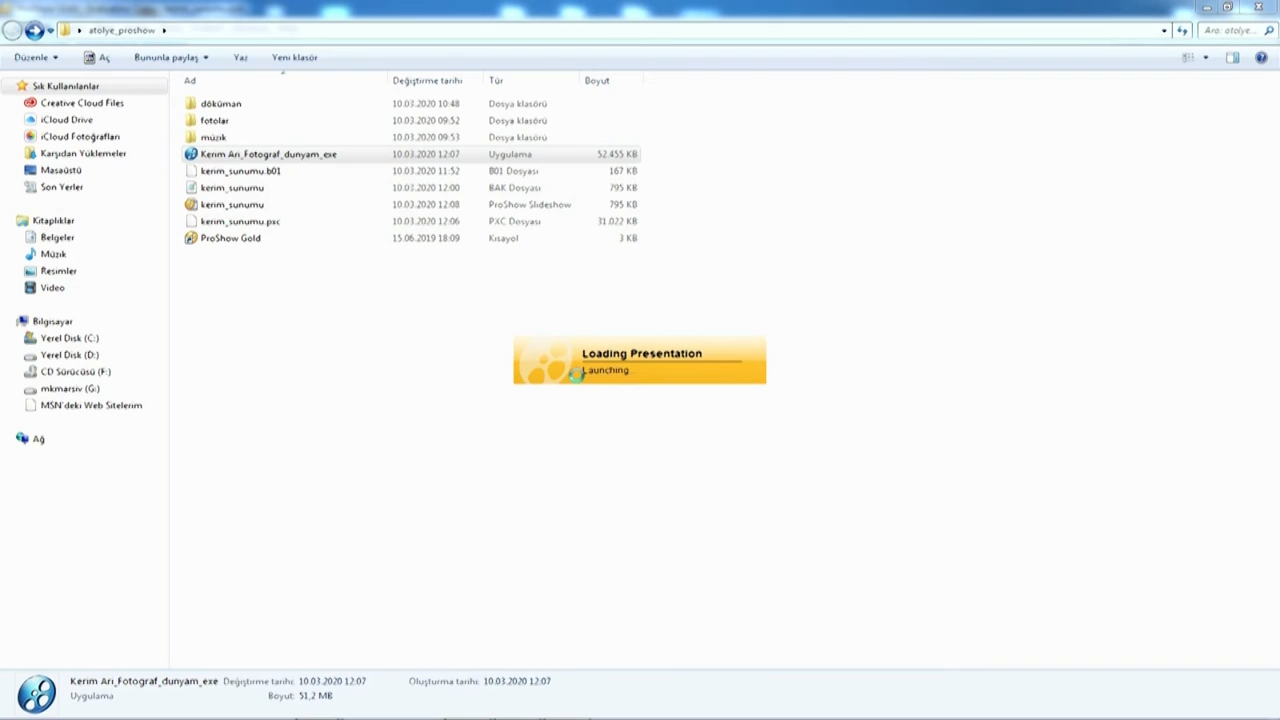 atolye_proshow
Ara: atolye...
Düzenle
Aç
Bununla paylaş
Yaz
Yeni klasör
Ad
Değiştirme tarihi
Tür
Boyut
Sık Kullanılanlar
Creative Cloud Files
iCloud Drive
iCloud Fotoğrafları
Karşıdan Yüklemeler
Masaüstü
Son Yerler
Kitaplıklar
Belgeler
Müzik
Resimler
Video
Bilgisayar
Yerel Disk (C:)
Yerel Disk (D:)
CD Sürücüsü (F:)
mkmarsiv (G:)
MSN'deki Web Sitelerim
Ağ
döküman 10.03.2020 10:48 Dosya klasörü
fotolar 10.03.2020 09:52 Dosya klasörü
müzik 10.03.2020 09:53 Dosya klasörü
Kerim Ari_Fotograf_dunyam_exe 10.03.2020 12:07 Uygulama 52.455 KB
kerim_sunumu.b01 10.03.2020 11:52 B01 Dosyası 167 KB
kerim_sunumu 10.03.2020 12:00 BAK Dosyası 795 KB
kerim_sunumu 10.03.2020 12:08 ProShow Slideshow 795 KB
kerim_sunumu.pxc 10.03.2020 12:06 PXC Dosyası 31.022 KB
ProShow Gold 15.06.2019 18:09 Kısayol 3 KB
Loading Presentation
Launching...
Kerim Ari_Fotograf_dunyam_exe Değiştirme tarihi: 10.03.2020 12:07 Oluşturma tarihi: 10.03.2020 12:07
Uygulama Boyut: 51,2 MB